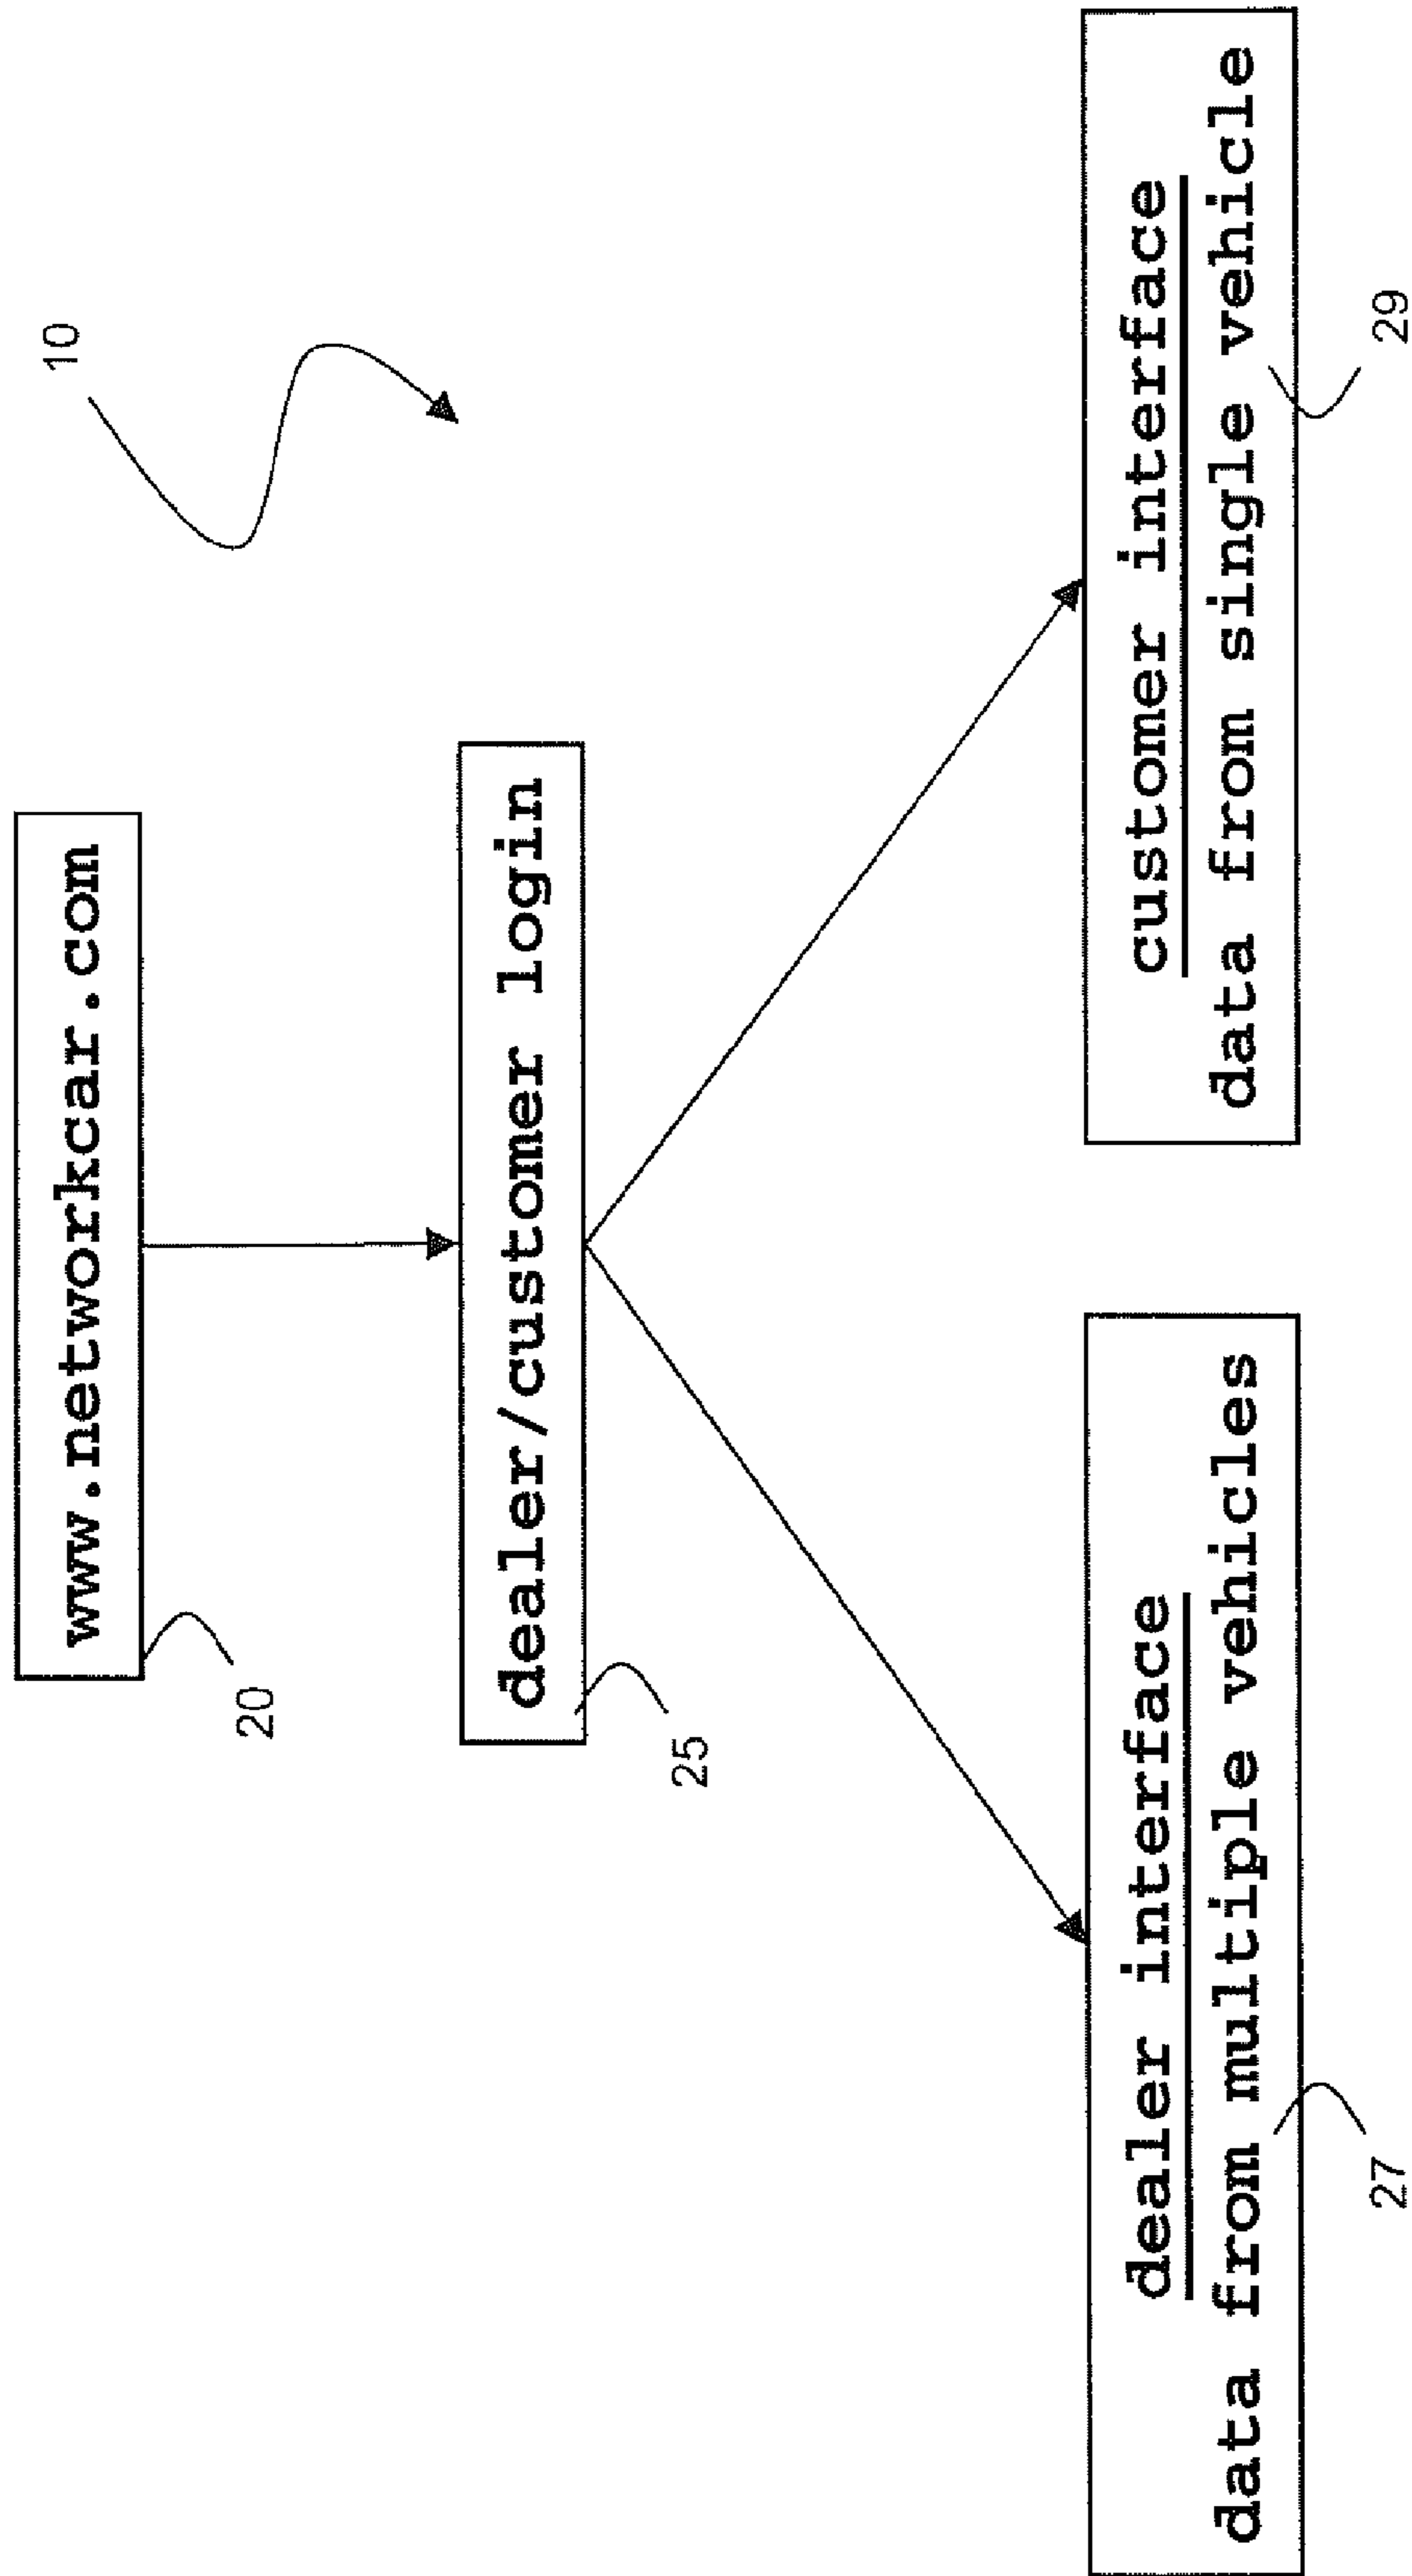 10
www.networkcar.com
20
dealer/customer login
25
dealer interface
data from multiple vehicles
27
customer interface
data from single vehicle
29